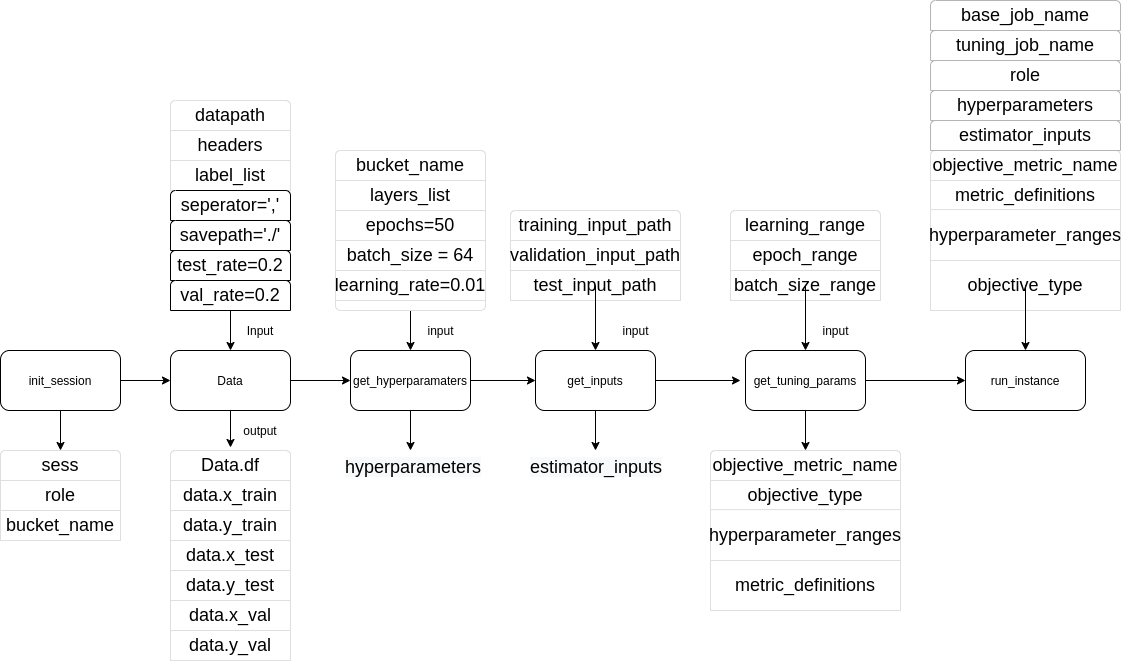 base_job_name
tuning_job_name
role
hyperparameters
estimator_inputs
objective_metric_name
metric_definitions
hyperparameter_ranges
objective_type
datapath
headers
label_list
seperator=','
savepath='./'
test_rate=0.2
val_rate=0.2
bucket_name
layers_list
epochs=50
batch_size = 64
learning_rate=0.01
training_input_path
validation_input_path
test_input_path
learning_range
epoch_range
batch_size_range
Input
input
input
input
init_session
Data
get_hyperparamaters
get_inputs
get_tuning_params
run_instance
output
sess
role
bucket_name
Data.df
data.x_train
data.y_train
data.x_test
data.y_test
data.x_val
data.y_val
hyperparameters
estimator_inputs
objective_metric_name
objective_type
hyperparameter_ranges
metric_definitions